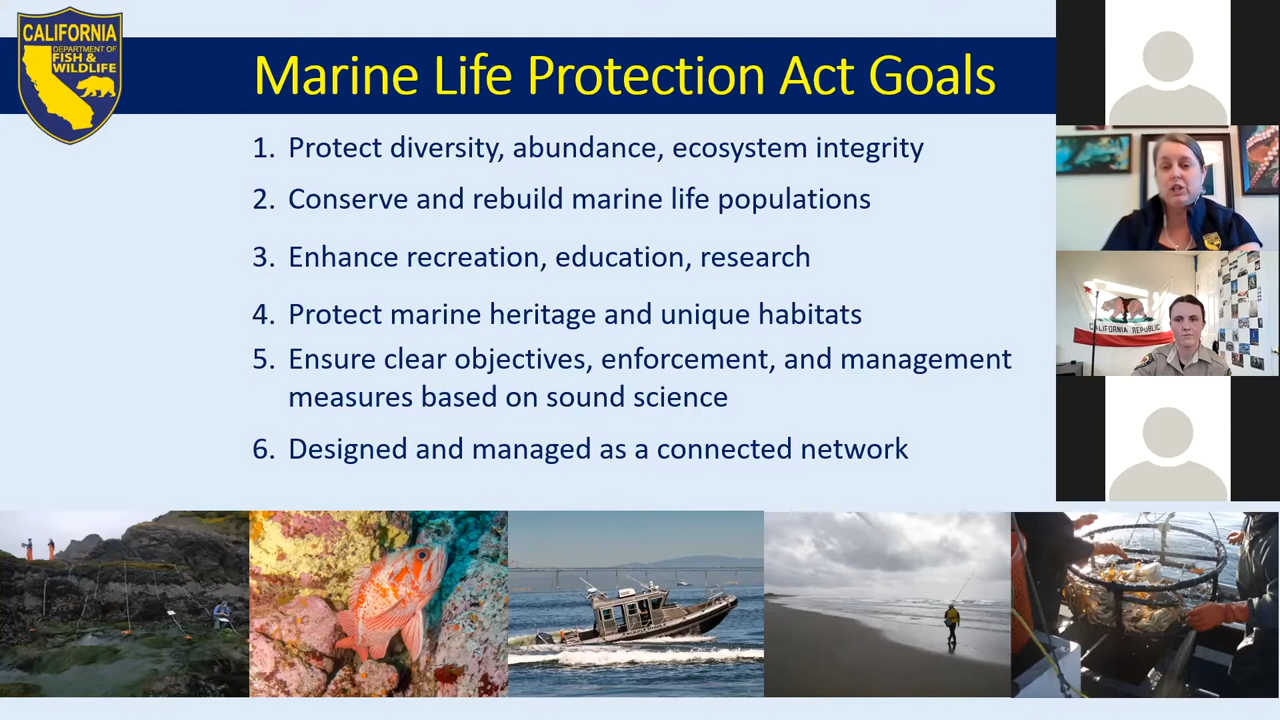 CALIFORNIA
DEPARTMENT OF
FISH &
WILDLIFE
Marine Life Protection Act Goals
1. Protect diversity, abundance, ecosystem integrity
2. Conserve and rebuild marine life populations
3. Enhance recreation, education, research
4. Protect marine heritage and unique habitats
5. Ensure clear objectives, enforcement, and management
measures based on sound science
6. Designed and managed as a connected network
CALIFORNIA REPUBLIC